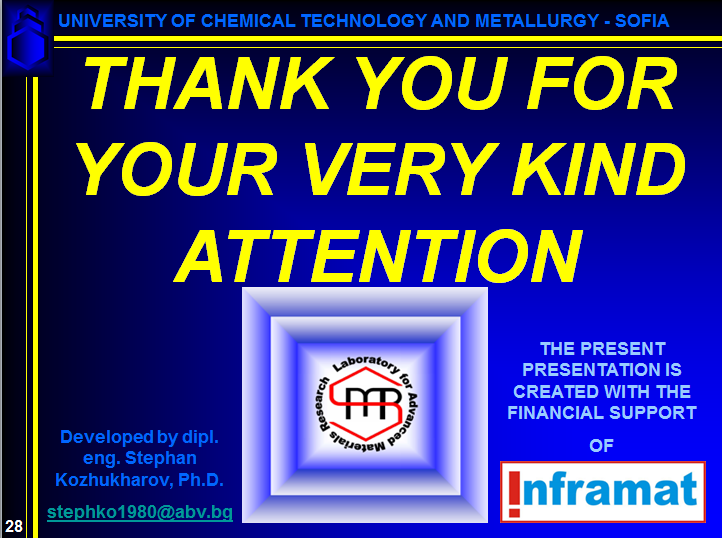 UNIVERSITY OF CHEMICAL TECHNOLOGY AND METALLURGY - SOFIA
THANK YOU FOR
YOUR VERY KIND
ATTENTION
Laboratory for Advanced Materials Research
THE PRESENT
PRESENTATION IS
CREATED WITH THE
FINANCIAL SUPPORT
OF
Inframat
Developed by dipl.
eng. Stephan
Kozhukharov, Ph.D.
stephko1980@abv.bg
28